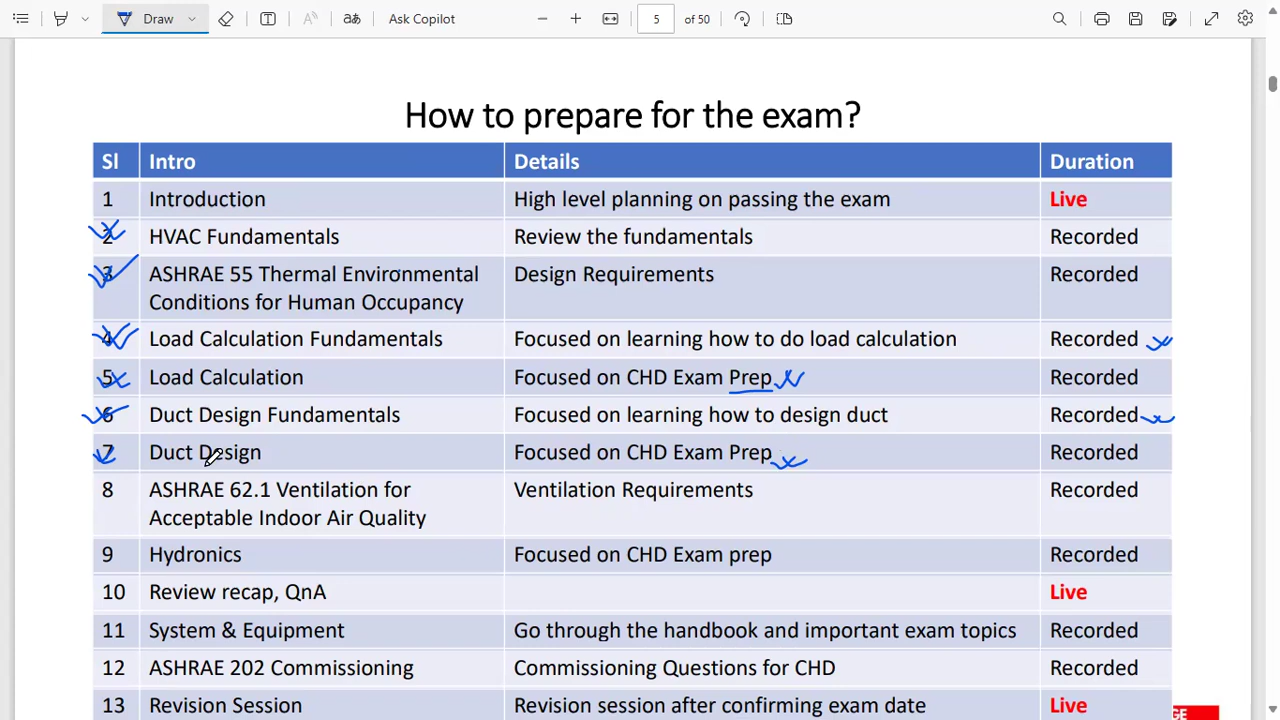 Draw
Ask Copilot
5 of 50
How to prepare for the exam?
Sl Intro Details Duration
1 Introduction High level planning on passing the exam Live
2 HVAC Fundamentals Review the fundamentals Recorded
3 ASHRAE 55 Thermal Environmental Design Requirements Recorded
Conditions for Human Occupancy
4 Load Calculation Fundamentals Focused on learning how to do load calculation Recorded
5 Load Calculation Focused on CHD Exam Prep Recorded
6 Duct Design Fundamentals Focused on learning how to design duct Recorded
7 Duct Design Focused on CHD Exam Prep Recorded
8 ASHRAE 62.1 Ventilation for Ventilation Requirements Recorded
Acceptable Indoor Air Quality
9 Hydronics Focused on CHD Exam prep Recorded
10 Review recap, QnA Live
11 System & Equipment Go through the handbook and important exam topics Recorded
12 ASHRAE 202 Commissioning Commissioning Questions for CHD Recorded
13 Revision Session Revision session after confirming exam date Live